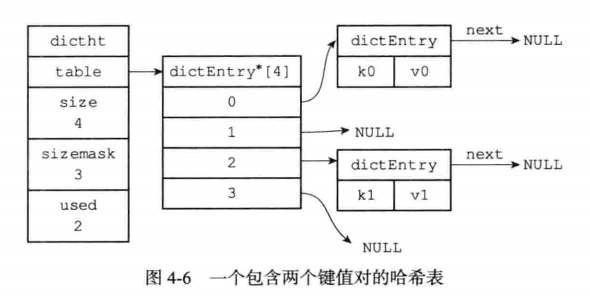 dictht
table
size
4
sizemask
3
used
2
dictEntry*[4]
0
1
2
3
dictEntry
k0 v0
next
NULL
NULL
dictEntry
k1 v1
next
NULL
NULL
图 4-6 一个包含两个键值对的哈希表